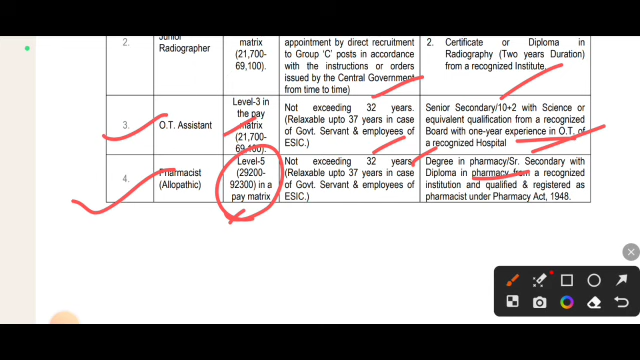 2.
Junior
Radiographer
matrix
(21,700-
69,100).
appointment by direct recruitment
to Group 'C' posts in accordance
with the instructions or orders
issued by the Central Government
from time to time)
2. Certificate or Diploma in
Radiography (Two years Duration)
from a recognized Institute.
3.
O.T. Assistant
Level-3 in
the pay
matrix
(21,700-
69,100).
Not exceeding 32 years.
(Relaxable upto 37 years in case
of Govt. Servant & employees of
ESIC.)
Senior Secondary/10+2 with Science or
equivalent qualification from a recognized
Board with one-year experience in O.T. of
a recognized Hospital
4.
Pharmacist
(Allopathic)
Level-5
(29200-
92300) in a
pay matrix
Not exceeding 32 years.
(Relaxable upto 37 years in case
of Govt. Servant & employees of
ESIC.)
Degree in pharmacy/Sr. Secondary with
Diploma in pharmacy from a recognized
institution and qualified & registered as
pharmacist under Pharmacy Act, 1948.